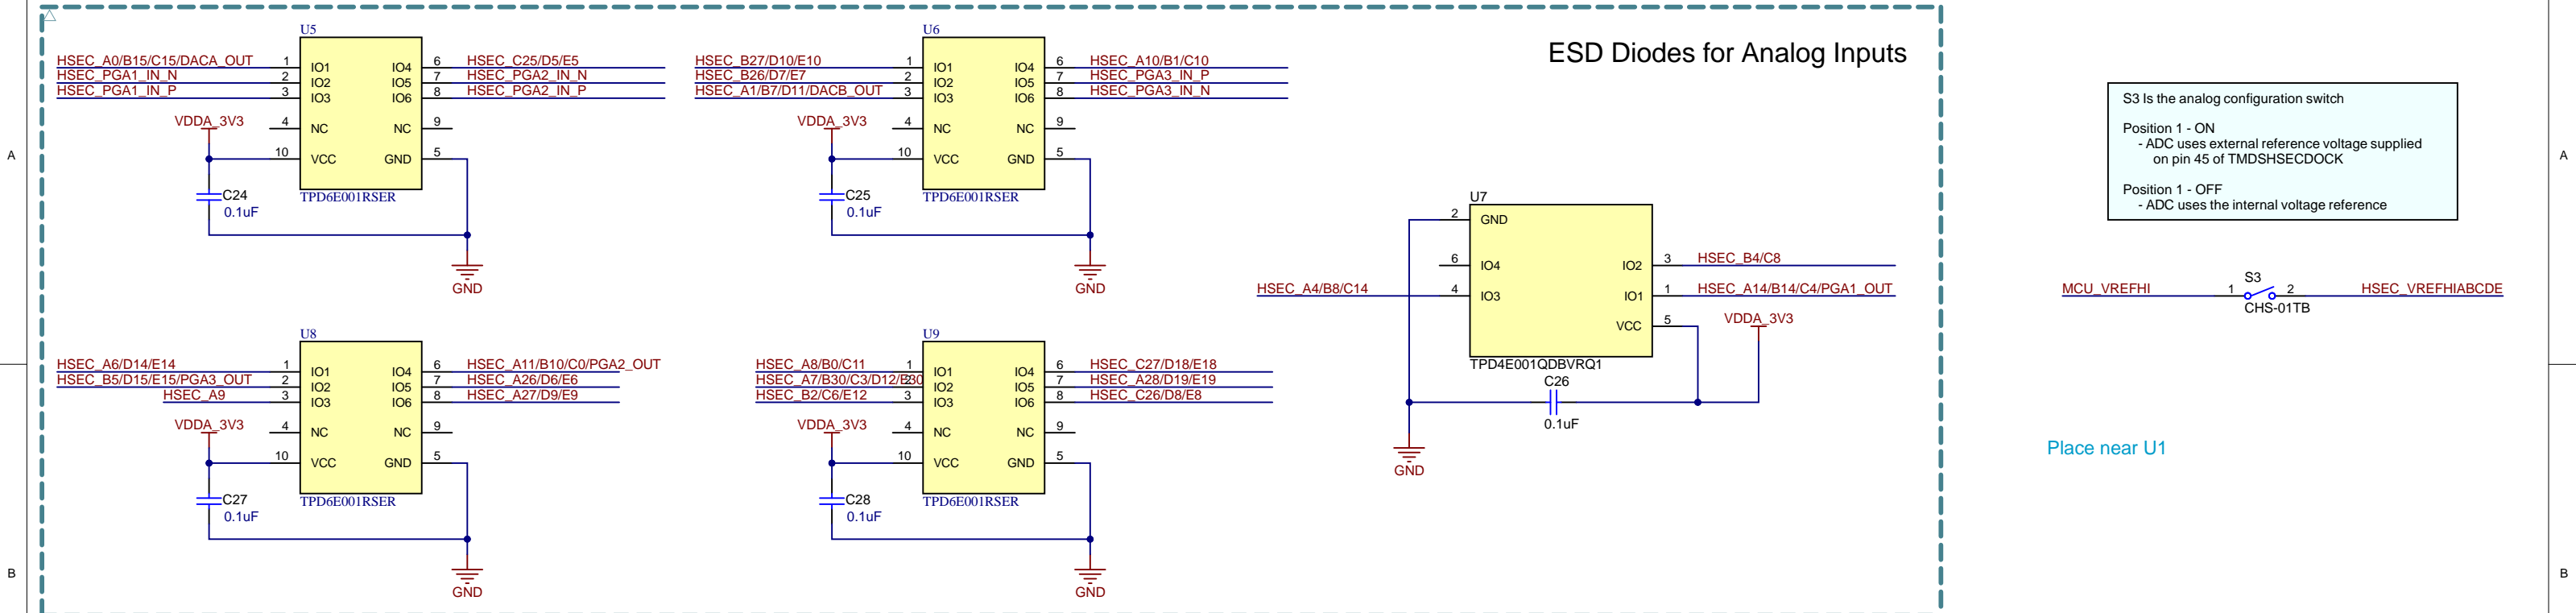 ESD Diodes for Analog Inputs
U5
HSEC_A0/B15/C15/DACA_OUT 1 IO1 IO4 6 HSEC_C25/D5/E5
HSEC_PGA1_IN_N 2 IO2 IO5 7 HSEC_PGA2_IN_N
HSEC_PGA1_IN_P 3 IO3 IO6 8 HSEC_PGA2_IN_P
VDDA_3V3 4 NC NC 9
10 VCC GND 5
C24
0.1uF
TPD6E001RSER
GND
U6
HSEC_B27/D10/E10 1 IO1 IO4 6 HSEC_A10/B1/C10
HSEC_B26/D7/E7 2 IO2 IO5 7 HSEC_PGA3_IN_P
HSEC_A1/B7/D11/DACB_OUT 3 IO3 IO6 8 HSEC_PGA3_IN_N
VDDA_3V3 4 NC NC 9
10 VCC GND 5
C25
0.1uF
TPD6E001RSER
GND
U7
2 GND
6 IO4 IO2 3 HSEC_B4/C8
HSEC_A4/B8/C14 4 IO3 IO1 1 HSEC_A14/B14/C4/PGA1_OUT
VCC 5 VDDA_3V3
TPD4E001QDBVRQ1
C26
0.1uF
GND
U8
HSEC_A6/D14/E14 1 IO1 IO4 6 HSEC_A11/B10/C0/PGA2_OUT
HSEC_B5/D15/E15/PGA3_OUT 2 IO2 IO5 7 HSEC_A26/D6/E6
HSEC_A9 3 IO3 IO6 8 HSEC_A27/D9/E9
VDDA_3V3 4 NC NC 9
10 VCC GND 5
C27
0.1uF
TPD6E001RSER
GND
U9
HSEC_A8/B0/C11 1 IO1 IO4 6 HSEC_C27/D18/E18
HSEC_A7/B30/C3/D12/E30 2 IO2 IO5 7 HSEC_A28/D19/E19
HSEC_B2/C6/E12 3 IO3 IO6 8 HSEC_C26/D8/E8
VDDA_3V3 4 NC NC 9
10 VCC GND 5
C28
0.1uF
TPD6E001RSER
GND
S3 Is the analog configuration switch
Position 1 - ON
- ADC uses external reference voltage supplied
on pin 45 of TMDSHSECDOCK
Position 1 - OFF
- ADC uses the internal voltage reference
S3
MCU_VREFHI 1 2 HSEC_VREFHIABCDE
CHS-01TB
Place near U1
A
A
B
B